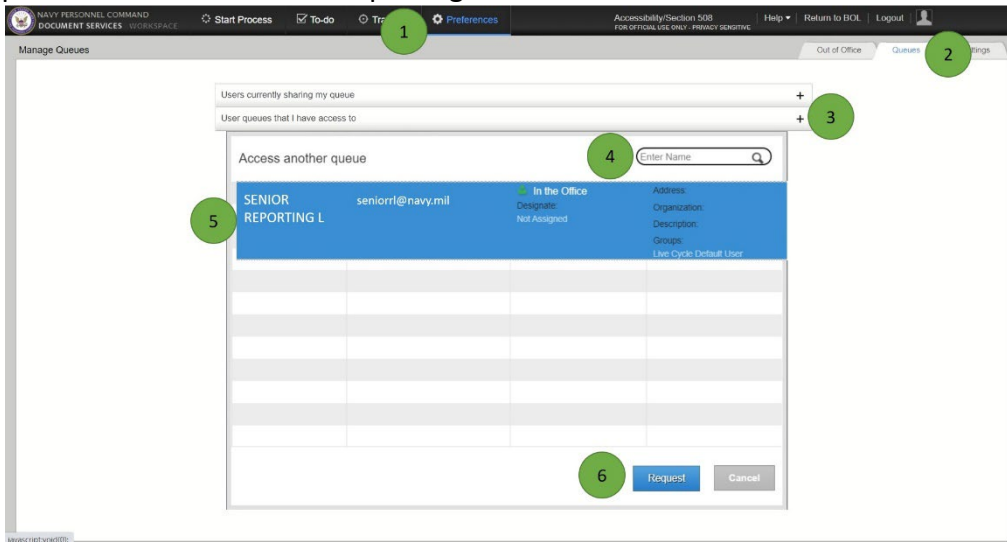 NAVY PERSONNEL COMMAND
DOCUMENT SERVICES WORKSPACE
Start Process
To-do
1
Preferences
Accessibility/Section 508
FOR OFFICIAL USE ONLY - PRIVACY SENSITIVE
Help
Return to BOL
Logout
Manage Queues
Out of Office
Queues
2
Users currently sharing my queue +
User queues that I have access to +
3
Access another queue
4
Enter Name
5
SENIOR
REPORTING L
seniorrl@navy.mil
In the Office
Designate:
Not Assigned
Address:
Organization:
Description:
Groups:
Live Cycle Default User
6
Request
Cancel
javascript:void(0);